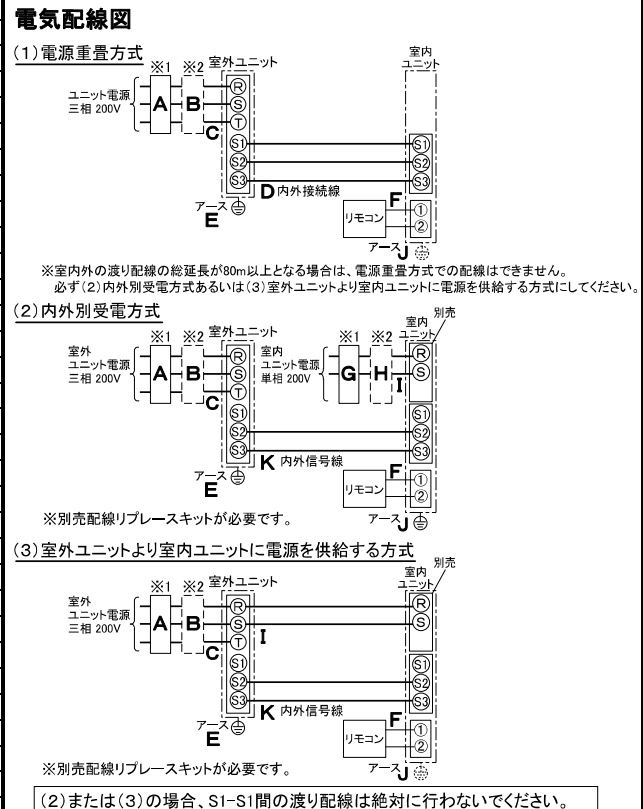 電気配線図
(1)電源重畳方式
※1 ※2 室外ユニット
室内
ユニット
ユニット電源
三相 200V
A B C
R
S
T
S1
S2
S3
S1
S2
S3
D 内外接続線
アース
E
F
リモコン
①
②
アース J
※室内外の渡り配線の総延長が80m以上となる場合は、電源重畳方式での配線はできません。
必ず(2)内外別受電方式あるいは(3)室外ユニットより室内ユニットに電源を供給する方式にしてください。
(2)内外別受電方式
※1 ※2 室外ユニット
※1 ※2 室内
ユニット
別売
室外
ユニット電源
三相 200V
A B C
R
S
T
S1
S2
S3
室内
ユニット電源
単相 200V
G H I
R
S
S1
S2
S3
K 内外信号線
アース
E
F
リモコン
①
②
アース J
※別売配線リプレースキットが必要です。
(3)室外ユニットより室内ユニットに電源を供給する方式
※1 ※2 室外ユニット
室内
ユニット
別売
室外
ユニット電源
三相 200V
A B C
R
S
T
S1
S2
S3
I
R
S
S1
S2
S3
K 内外信号線
アース
E
F
リモコン
①
②
アース J
※別売配線リプレースキットが必要です。
(2)または(3)の場合、S1-S1間の渡り配線は絶対に行わないでください。